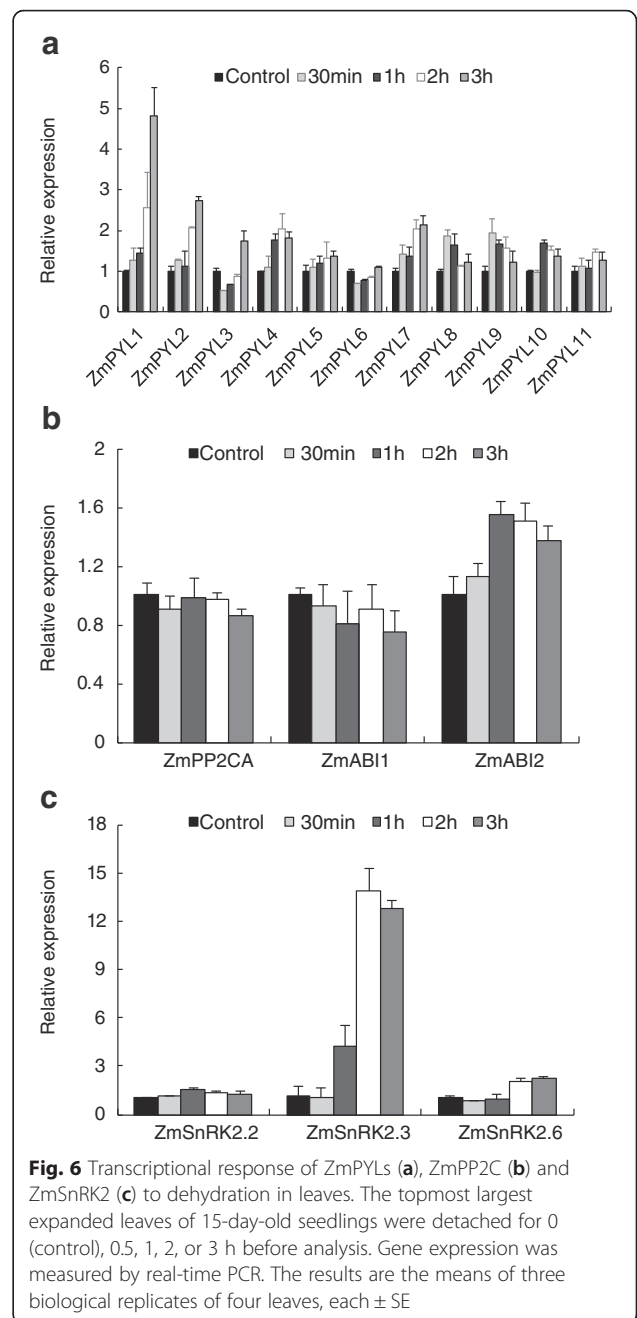 a
6
5
4
3
2
1
0
Relative expression
Control 30min 1h 2h 3h
ZmPYL1 ZmPYL2 ZmPYL3 ZmPYL4 ZmPYL5 ZmPYL6 ZmPYL7 ZmPYL8 ZmPYL9 ZmPYL10 ZmPYL11
b
2
1.6
1.2
0.8
0.4
0
Relative expression
Control 30min 1h 2h 3h
ZmPP2CA ZmABI1 ZmABI2
c
18
15
12
9
6
3
0
Relative expression
Control 30min 1h 2h 3h
ZmSnRK2.2 ZmSnRK2.3 ZmSnRK2.6
Fig. 6 Transcriptional response of ZmPYLs (a), ZmPP2C (b) and
ZmSnRK2 (c) to dehydration in leaves. The topmost largest
expanded leaves of 15-day-old seedlings were detached for 0
(control), 0.5, 1, 2, or 3 h before analysis. Gene expression was
measured by real-time PCR. The results are the means of three
biological replicates of four leaves, each ± SE